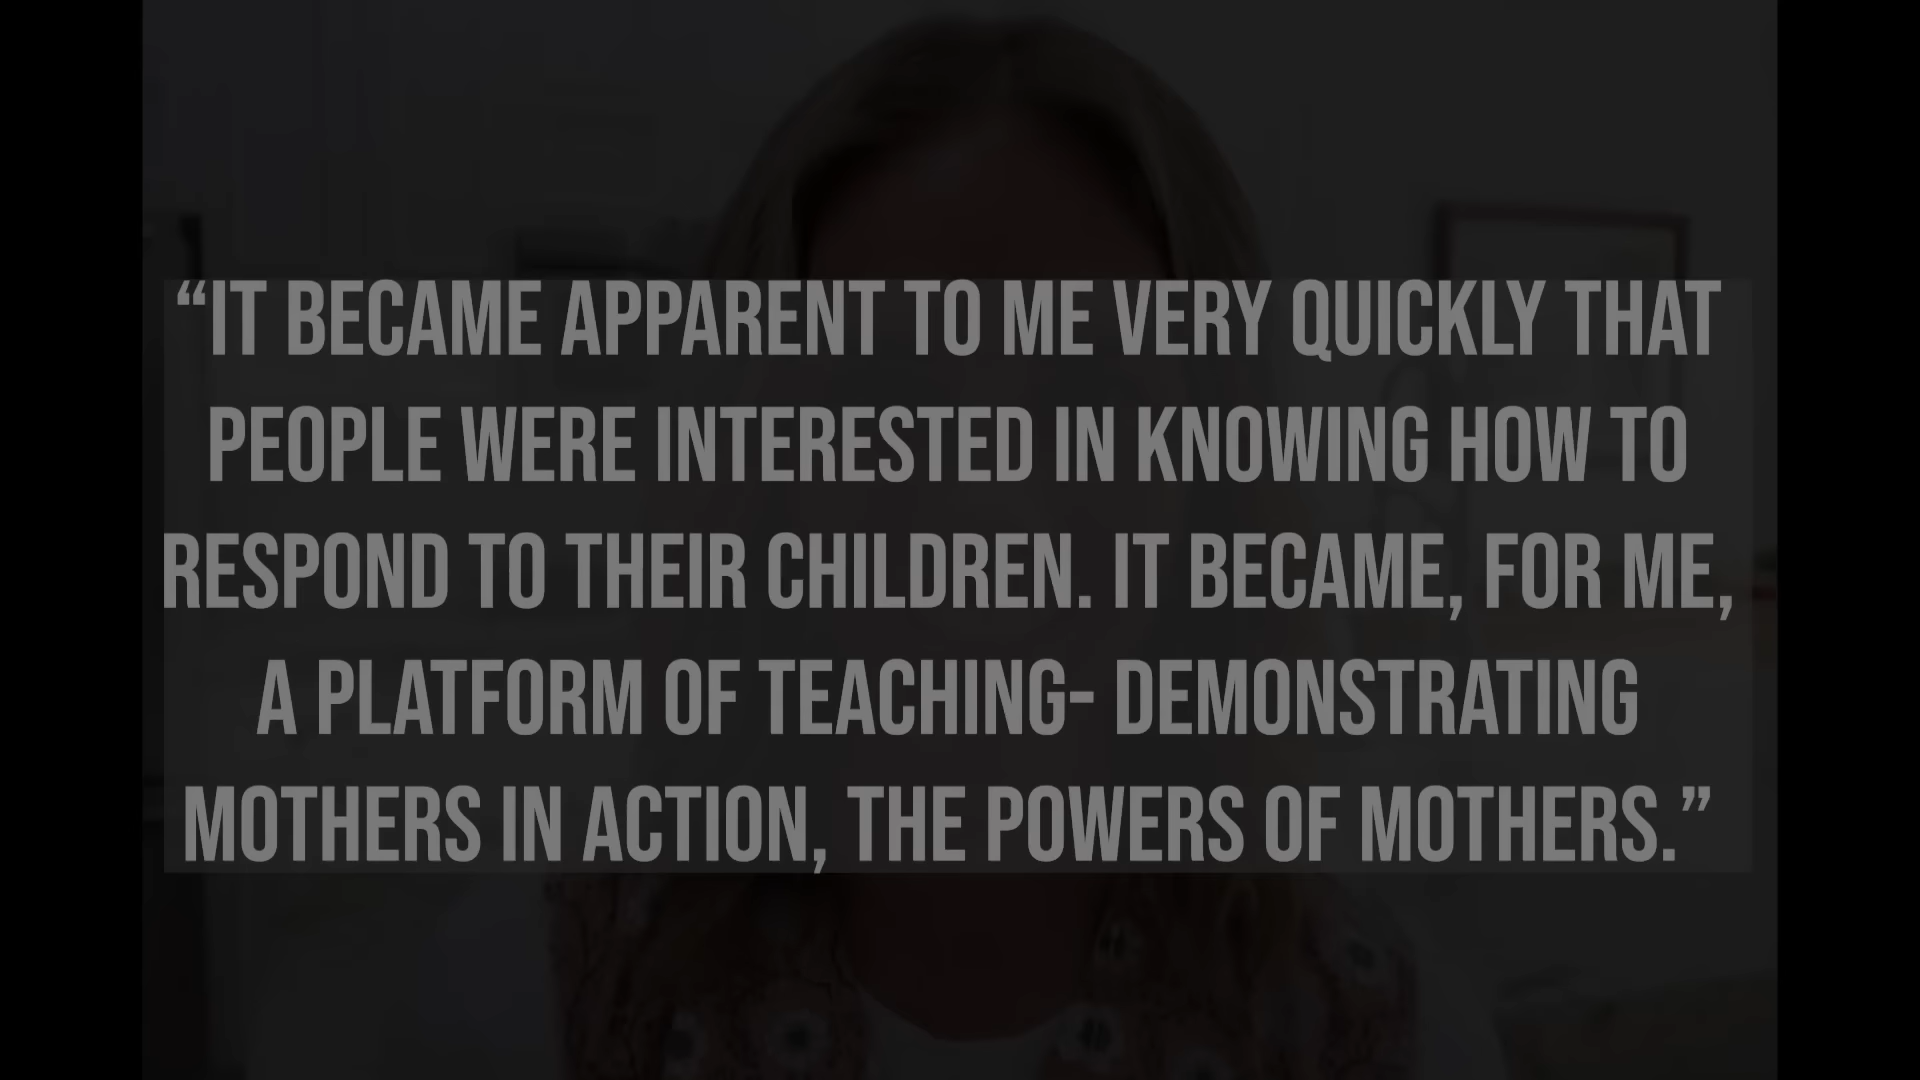 “IT BECAME APPARENT TO ME VERY QUICKLY THAT
PEOPLE WERE INTERESTED IN KNOWING HOW TO
RESPOND TO THEIR CHILDREN. IT BECAME, FOR ME,
A PLATFORM OF TEACHING- DEMONSTRATING
MOTHERS IN ACTION, THE POWERS OF MOTHERS.”